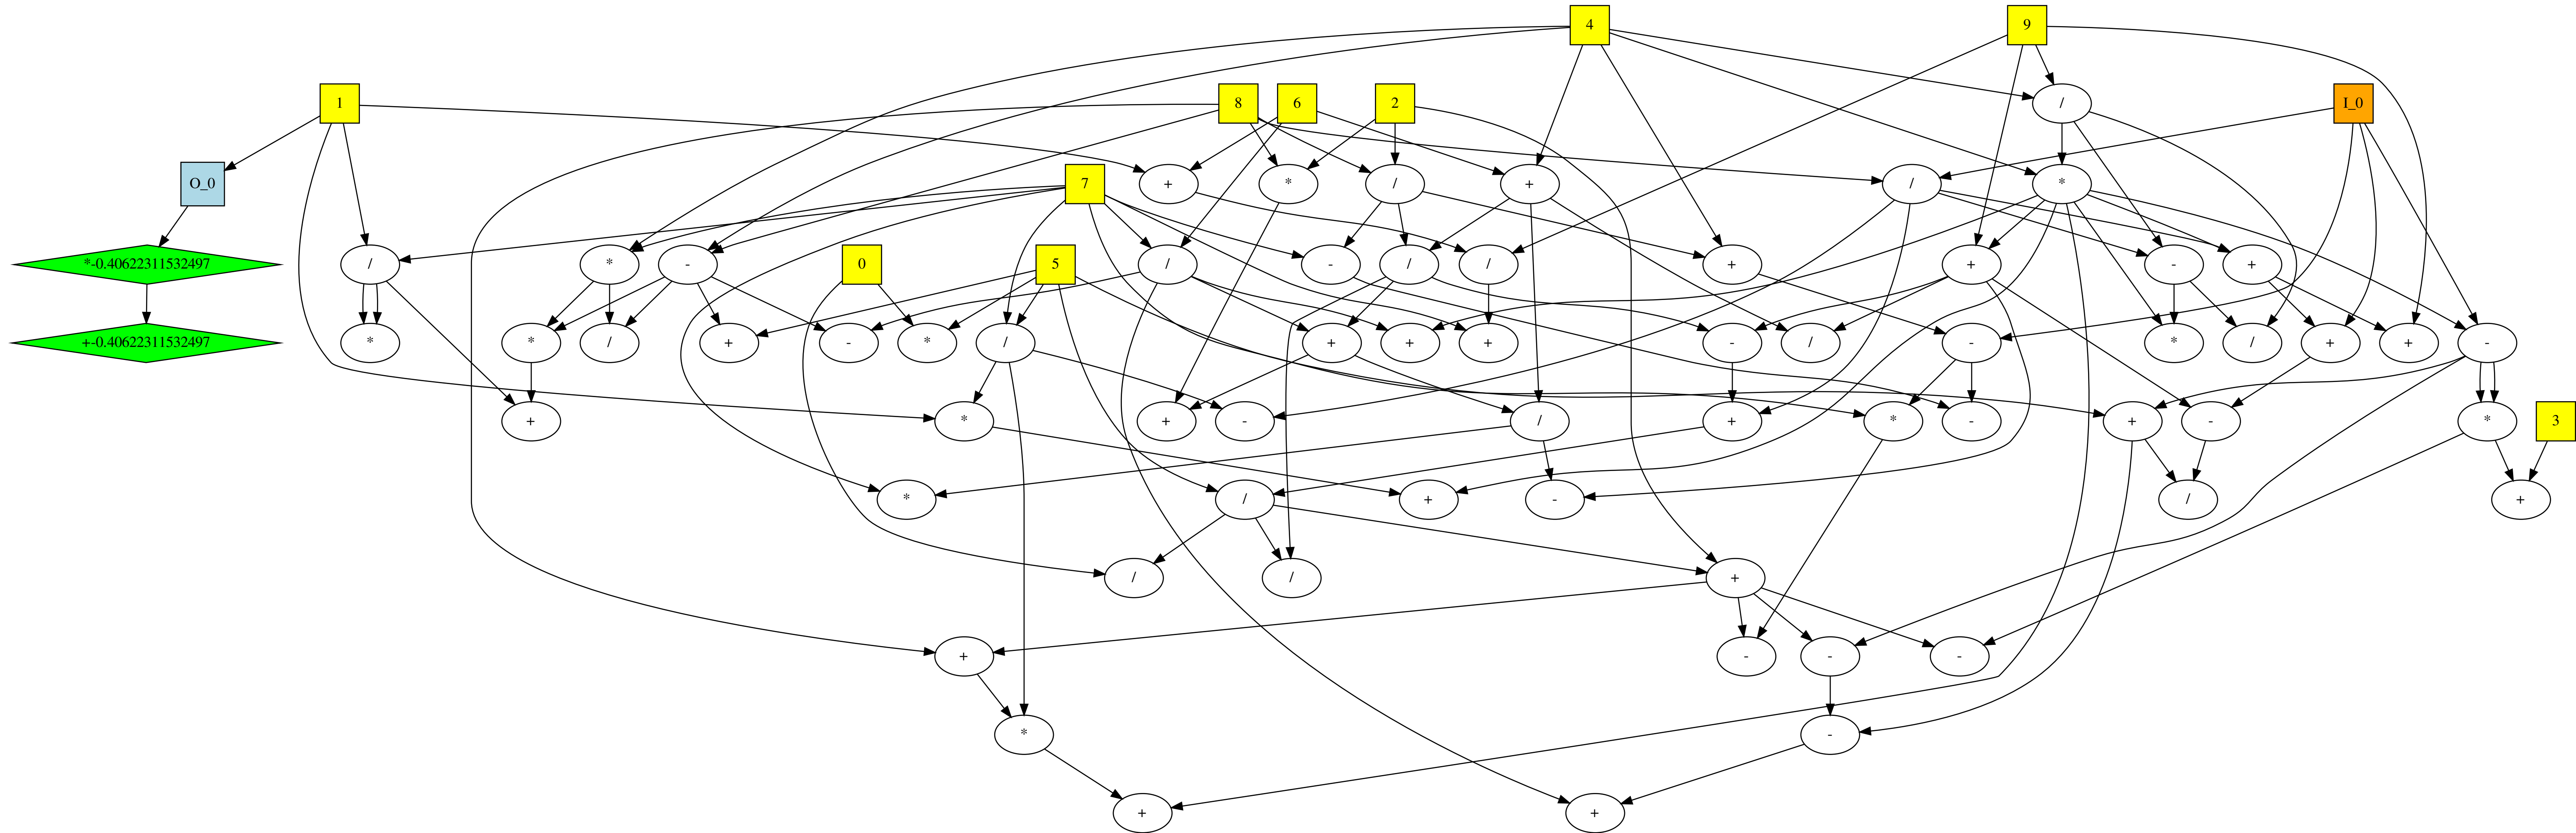 4 9
1 8 6 2 / I_0
O_0 7 + * / + / *
*-0.40622311532497 / * - 0 5 / - / / + + - +
+-0.40622311532497 * * / + - * / + + + - / - * / + + -
+ * + - / + * - + - * 3
* / + - / +
/ / +
+ - - -
* -
+ +